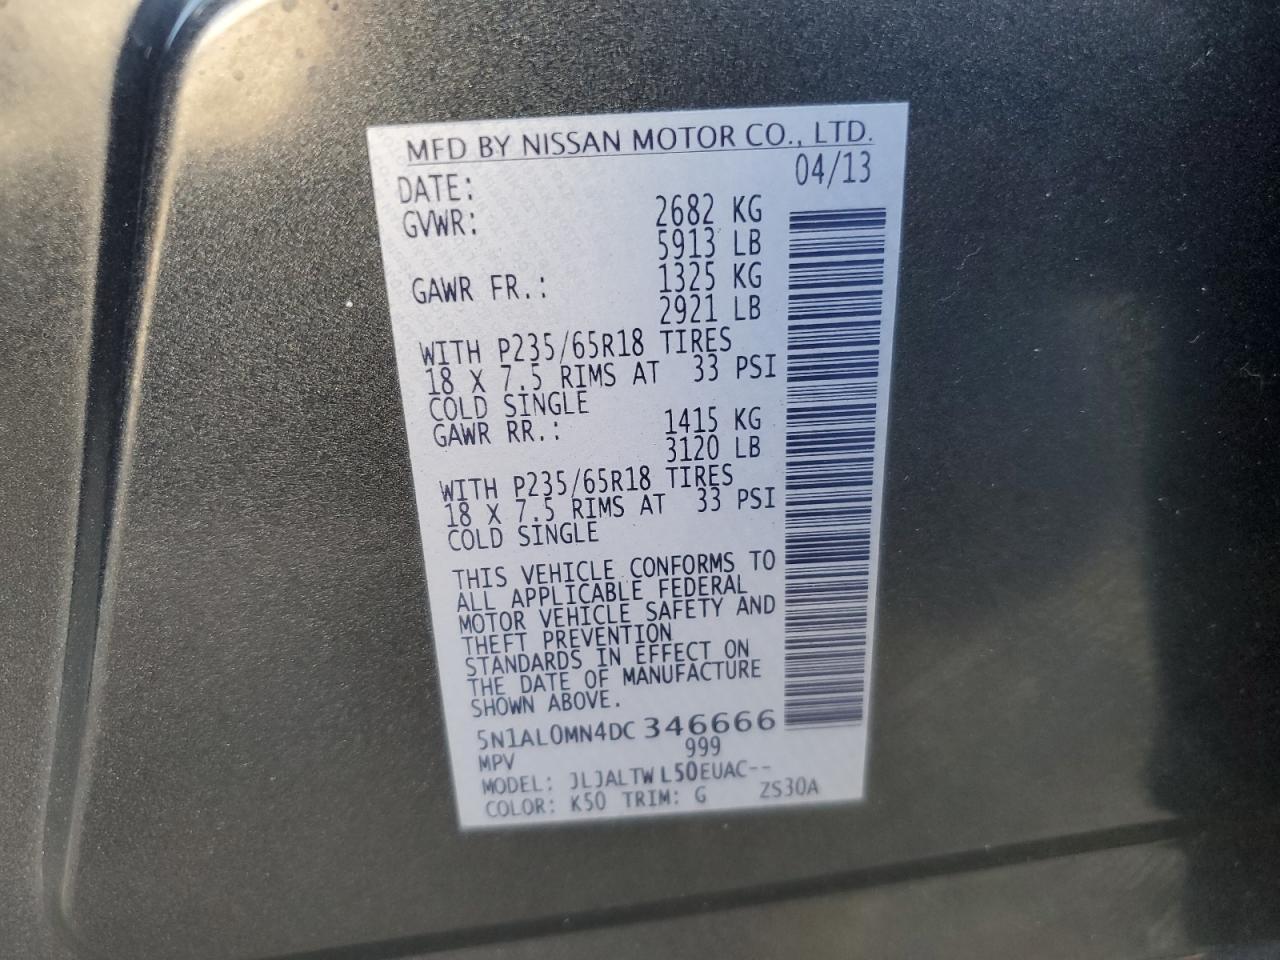 MFD BY NISSAN MOTOR CO., LTD.
DATE: 04/13
GVWR: 2682 KG
5913 LB
GAWR FR.: 1325 KG
2921 LB
WITH P235/65R18 TIRES
18 X 7.5 RIMS AT 33 PSI
COLD SINGLE
GAWR RR.: 1415 KG
3120 LB
WITH P235/65R18 TIRES
18 X 7.5 RIMS AT 33 PSI
COLD SINGLE
THIS VEHICLE CONFORMS TO
ALL APPLICABLE FEDERAL
MOTOR VEHICLE SAFETY AND
THEFT PREVENTION
STANDARDS IN EFFECT ON
THE DATE OF MANUFACTURE
SHOWN ABOVE.
5N1AL0MN4DC 346666
MPV 999
MODEL: JLJALTWL50EUAC--
COLOR: K50 TRIM: G ZS30A